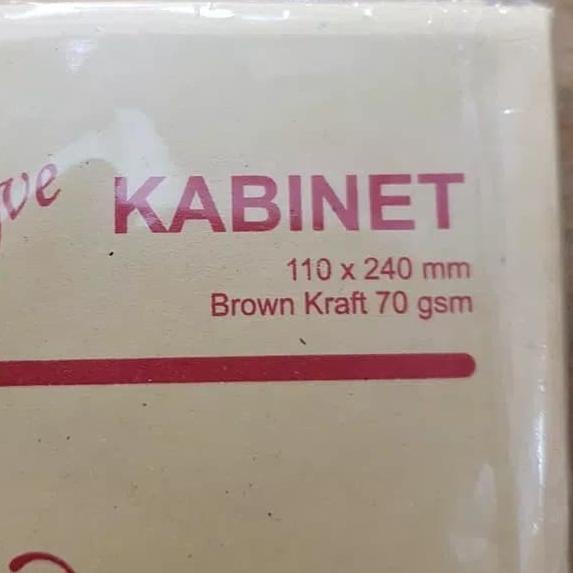 KABINET
110 x 240 mm
Brown Kraft 70 gsm